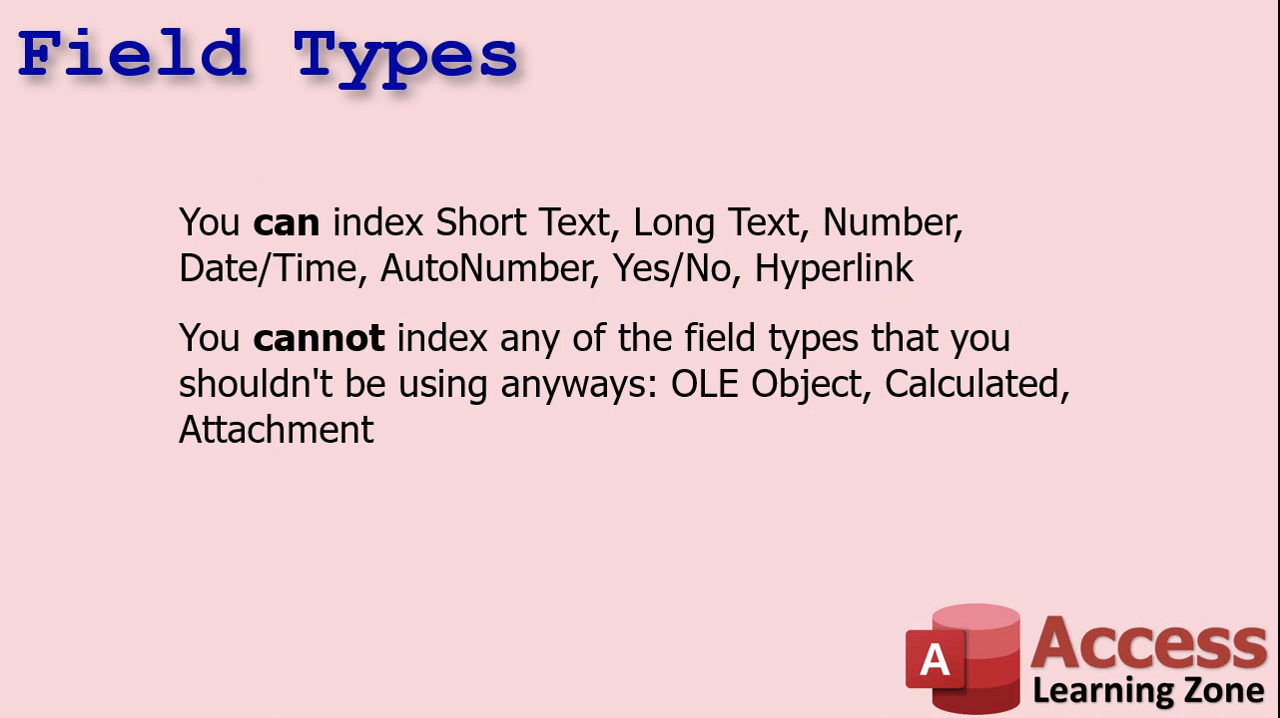 Field Types
You can index Short Text, Long Text, Number,
Date/Time, AutoNumber, Yes/No, Hyperlink
You cannot index any of the field types that you
shouldn't be using anyways: OLE Object, Calculated,
Attachment
A
Access
Learning Zone